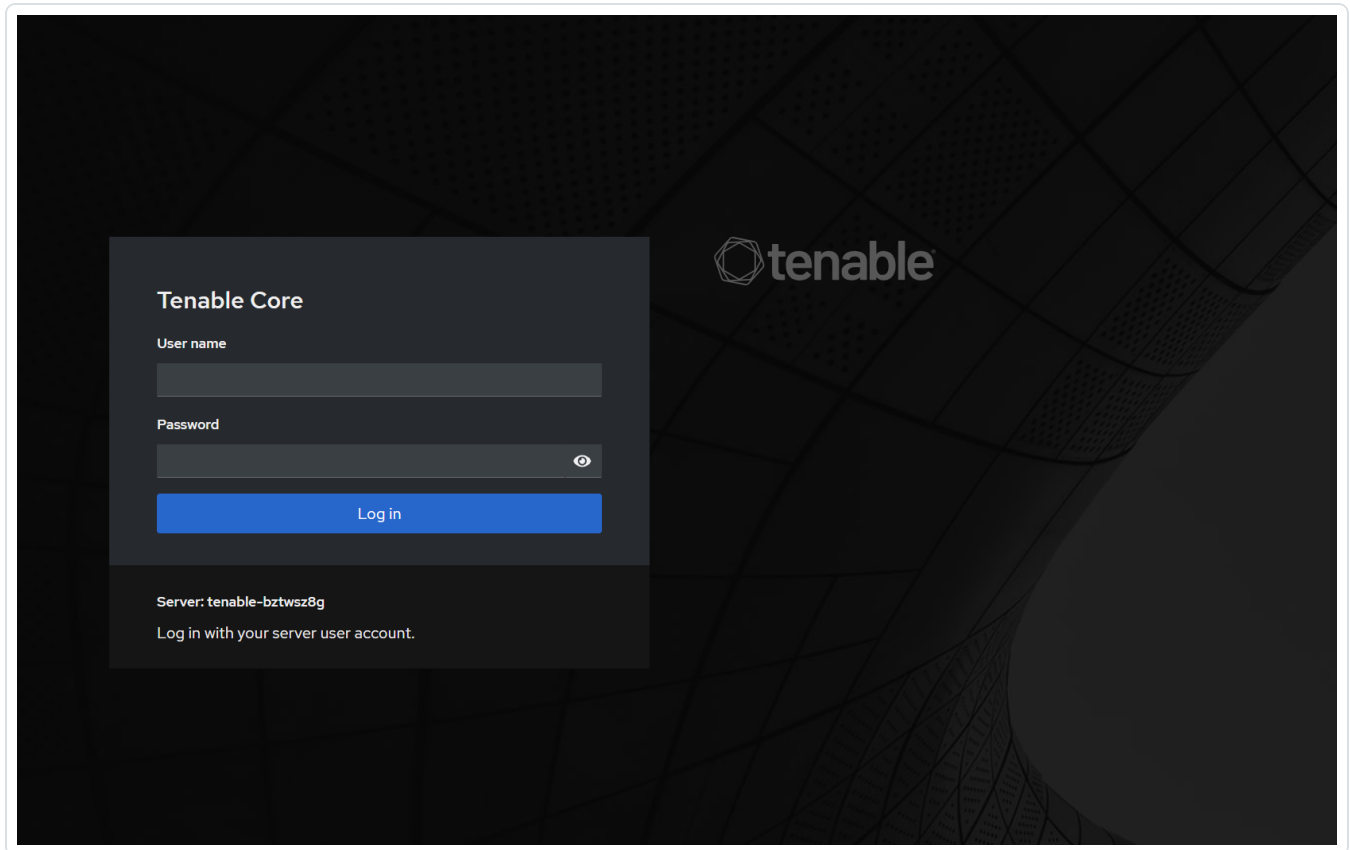 tenable
Tenable Core
User name
Password
Log in
Server: tenable-bztwsz8g
Log in with your server user account.